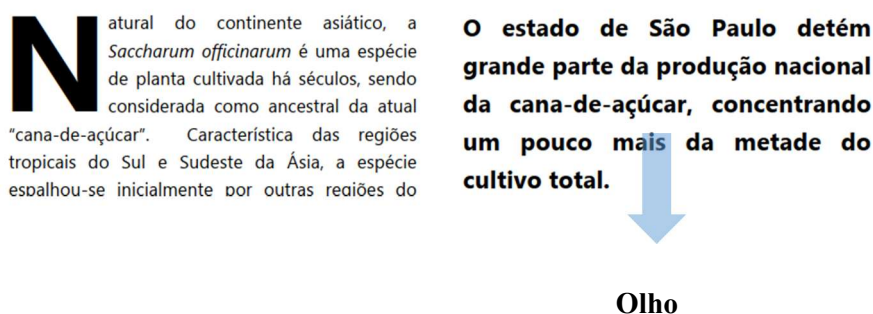 Natural do continente asiático, a
Saccharum officinarum é uma espécie
de planta cultivada há séculos, sendo
considerada como ancestral da atual
“cana-de-açúcar”. Característica das regiões
tropicais do Sul e Sudeste da Ásia, a espécie
espalhou-se inicialmente por outras regiões do
O estado de São Paulo detém
grande parte da produção nacional
da cana-de-açúcar, concentrando
um pouco mais da metade do
cultivo total.
Olho